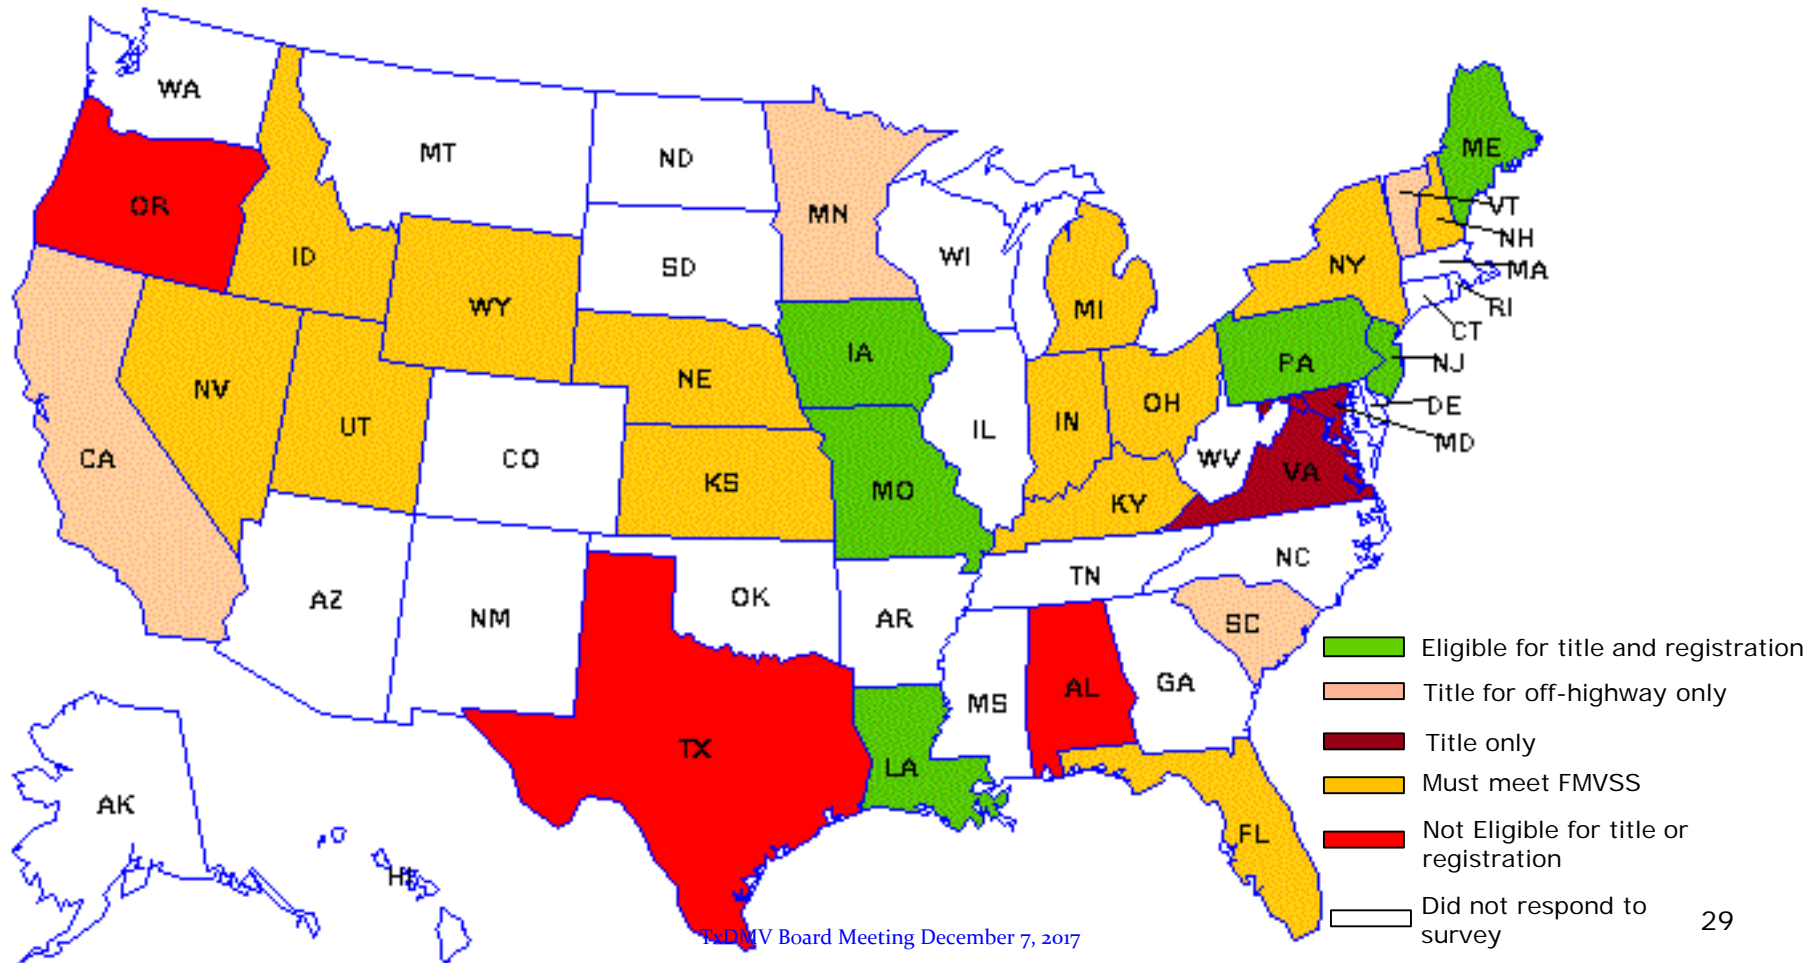 WA
MT
ND
MN
ME
OR
ID
SD
WI
VT
NH
WY
MI
NY
MA
RI
CT
NV
UT
NE
IA
IL
IN
OH
PA
NJ
DE
MD
CA
CO
KS
MO
KY
WV
VA
AZ
NM
OK
AR
TN
NC
SC
TX
LA
MS
AL
GA
FL
AK
HI
Eligible for title and registration
Title for off-highway only
Title only
Must meet FMVSS
Not Eligible for title or
registration
Did not respond to
survey
29
TxDMV Board Meeting December 7, 2017